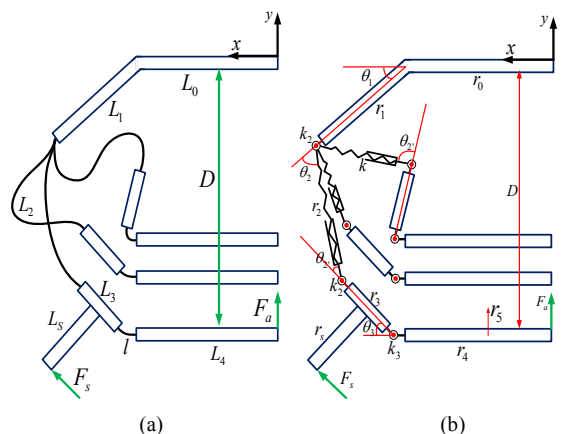 y
x
L₀
L₁
L₂
D
L₃
Lₛ
l
L₄
Fₐ
Fₛ
(a)
y
x
θ₁
r₀
r₁
k₂
θ₂
k
θ₂'
r₂
D
θ₂'
k₂
r₃
rₛ
θ₃
k₃
r₄
r₅
Fₐ
Fₛ
(b)